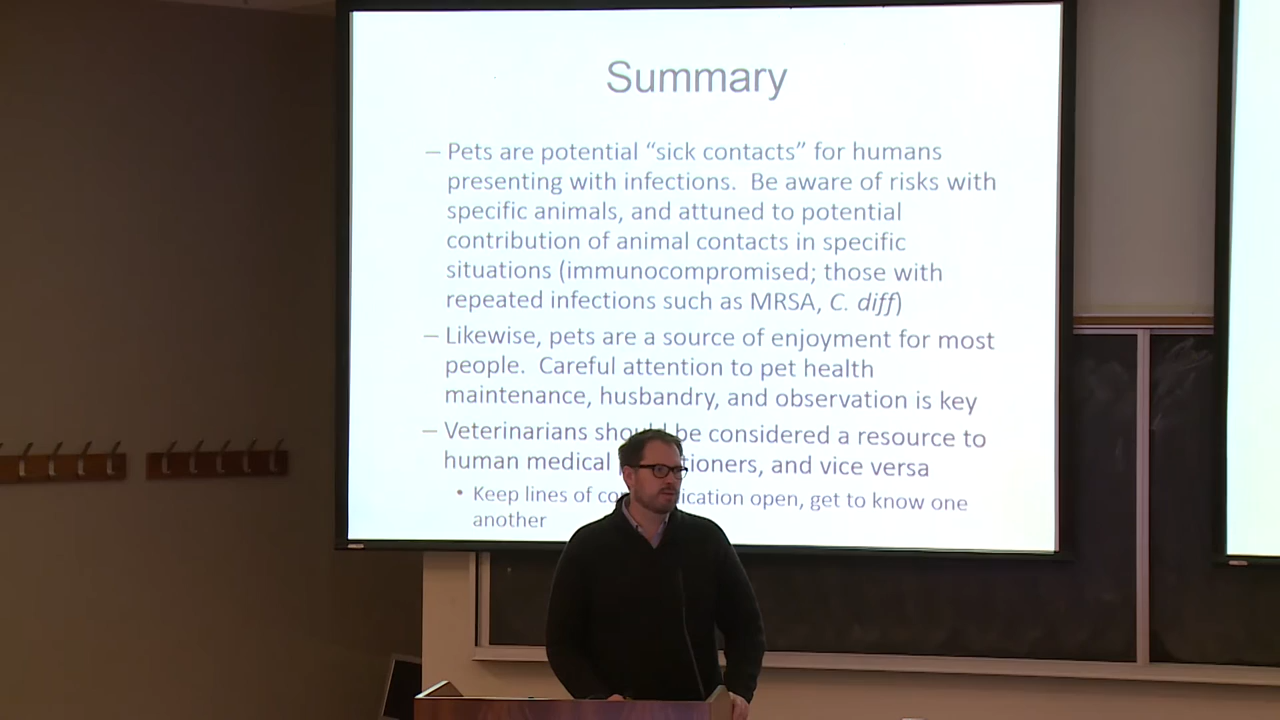 Summary
– Pets are potential “sick contacts” for humans
presenting with infections. Be aware of risks with
specific animals, and attuned to potential
contribution of animal contacts in specific
situations (immunocompromised; those with
repeated infections such as MRSA, C. diff)
– Likewise, pets are a source of enjoyment for most
people. Careful attention to pet health
maintenance, husbandry, and observation is key
– Veterinarians should be considered a resource to
human medical and vice versa
• Keep lines of open, get to know one
another